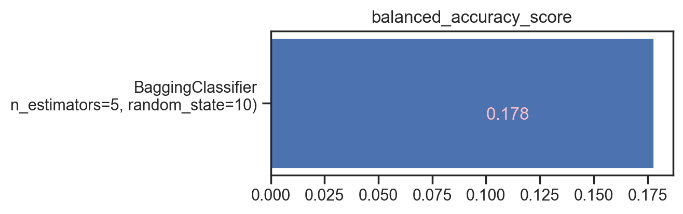 balanced_accuracy_score
BaggingClassifier
n_estimators=5, random_state=10)
0.178
0.000 0.025 0.050 0.075 0.100 0.125 0.150 0.175